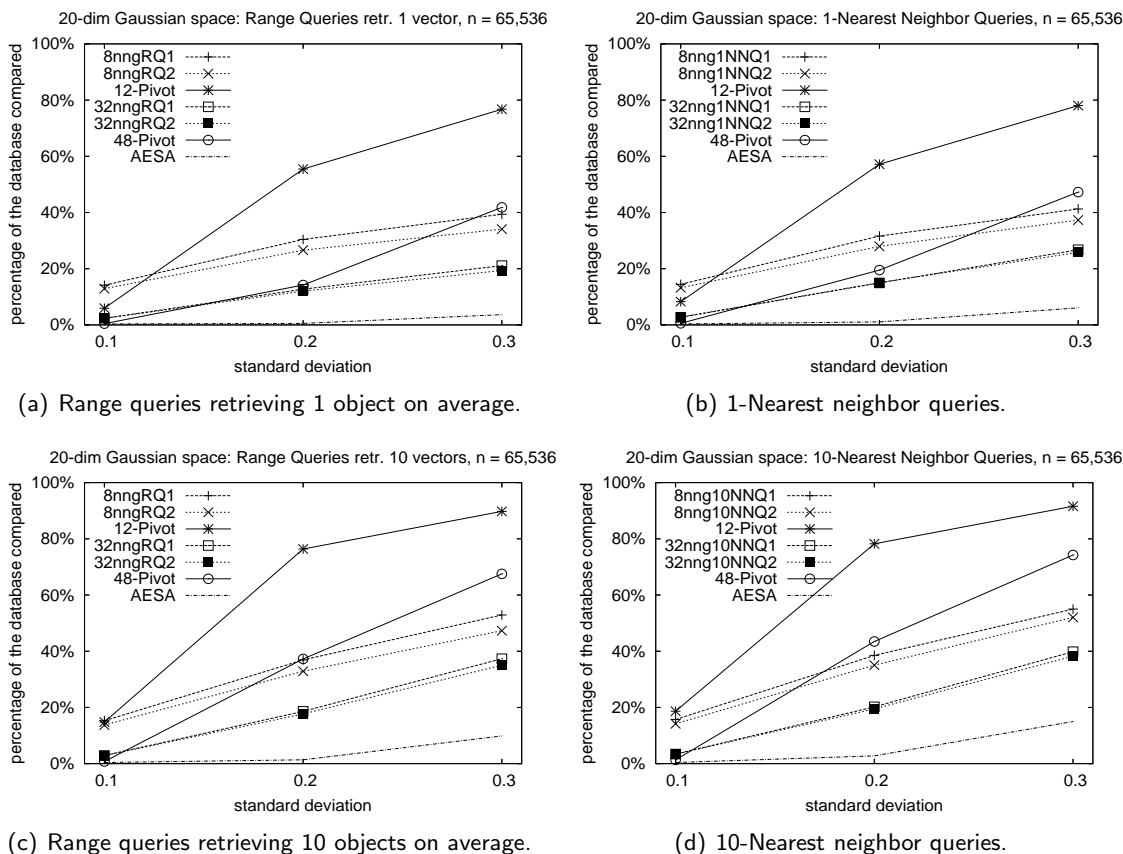 20-dim Gaussian space: Range Queries retr. 1 vector, n = 65,536
percentage of the database compared
100%
80%
60%
40%
20%
0%
8nngRQ1
8nngRQ2
12-Pivot
32nngRQ1
32nngRQ2
48-Pivot
AESA
0.1
0.2
0.3
standard deviation
(a) Range queries retrieving 1 object on average.
20-dim Gaussian space: 1-Nearest Neighbor Queries, n = 65,536
percentage of the database compared
100%
80%
60%
40%
20%
0%
8nng1NNQ1
8nng1NNQ2
12-Pivot
32nng1NNQ1
32nng1NNQ2
48-Pivot
AESA
0.1
0.2
0.3
standard deviation
(b) 1-Nearest neighbor queries.
20-dim Gaussian space: Range Queries retr. 10 vectors, n = 65,536
percentage of the database compared
100%
80%
60%
40%
20%
0%
8nngRQ1
8nngRQ2
12-Pivot
32nngRQ1
32nngRQ2
48-Pivot
AESA
0.1
0.2
0.3
standard deviation
(c) Range queries retrieving 10 objects on average.
20-dim Gaussian space: 10-Nearest Neighbor Queries, n = 65,536
percentage of the database compared
100%
80%
60%
40%
20%
0%
8nng10NNQ1
8nng10NNQ2
12-Pivot
32nng10NNQ1
32nng10NNQ2
48-Pivot
AESA
0.1
0.2
0.3
standard deviation
(d) 10-Nearest neighbor queries.